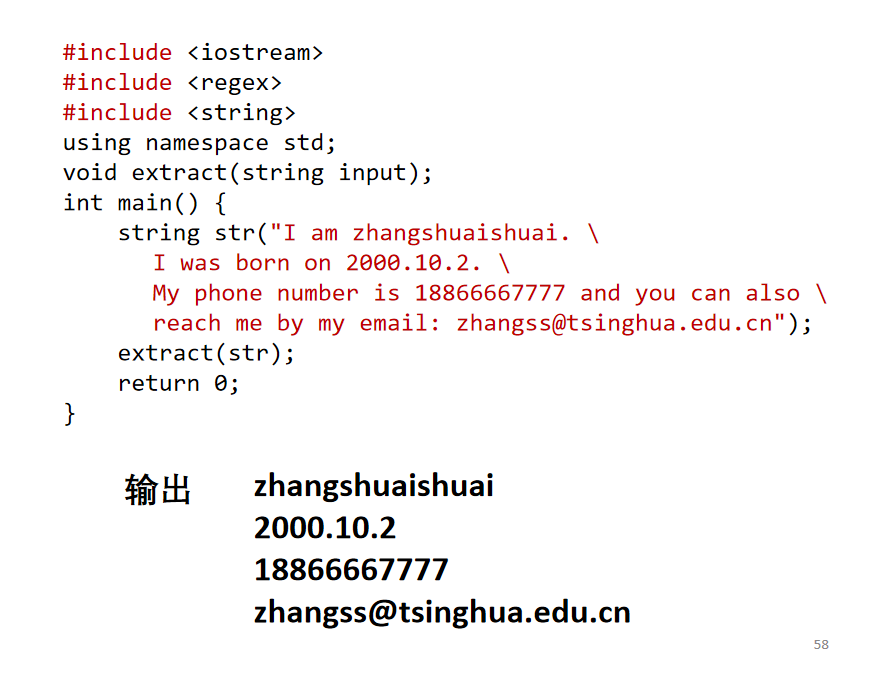 #include <iostream>
#include <regex>
#include <string>
using namespace std;
void extract(string input);
int main() {
string str("I am zhangshuaishuai. \
I was born on 2000.10.2. \
My phone number is 18866667777 and you can also \
reach me by my email: zhangss@tsinghua.edu.cn");
extract(str);
return 0;
}
输出
zhangshuaishuai
2000.10.2
18866667777
zhangss@tsinghua.edu.cn
58